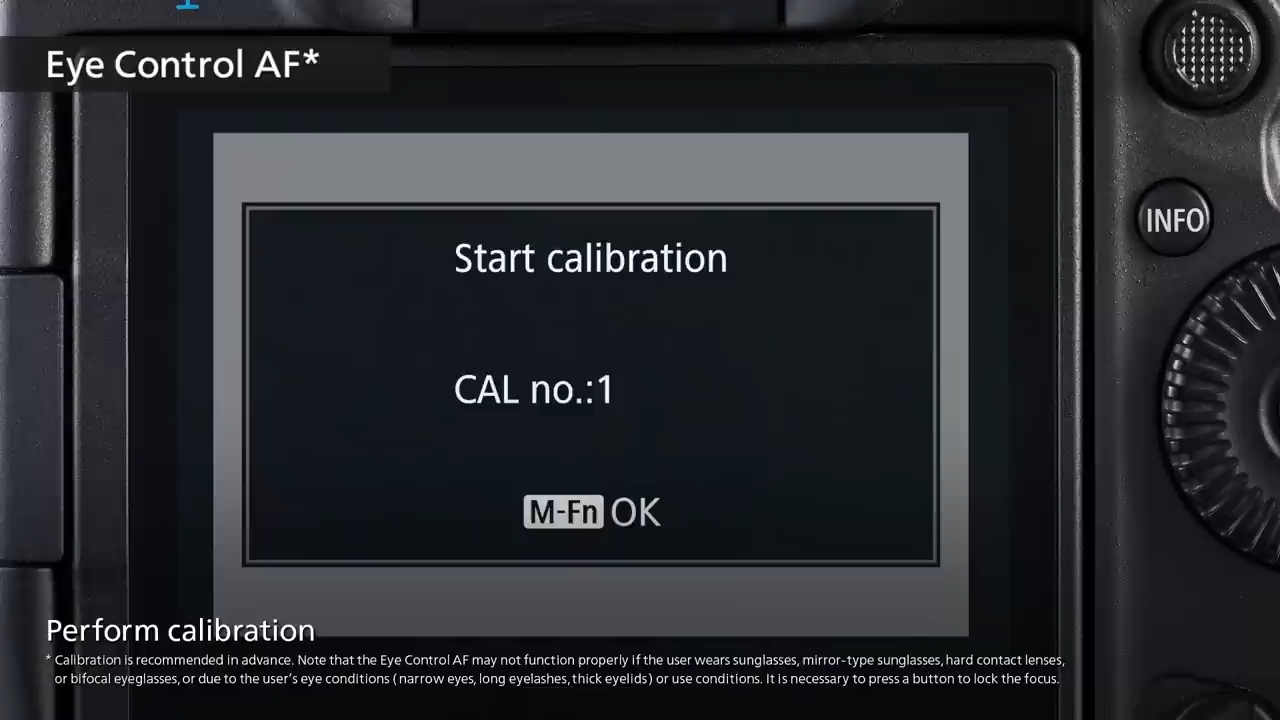 Eye Control AF*
Start calibration
INFO
CAL no.:1
M-Fn OK
Perform calibration
* Calibration is recommended in advance. Note that the Eye Control AF may not function properly if the user wears sunglasses, mirror-type sunglasses, hard contact lenses,
or bifocal eyeglasses, or due to the user's eye conditions (narrow eyes, long eyelashes, thick eyelids) or use conditions. It is necessary to press a button to lock the focus.